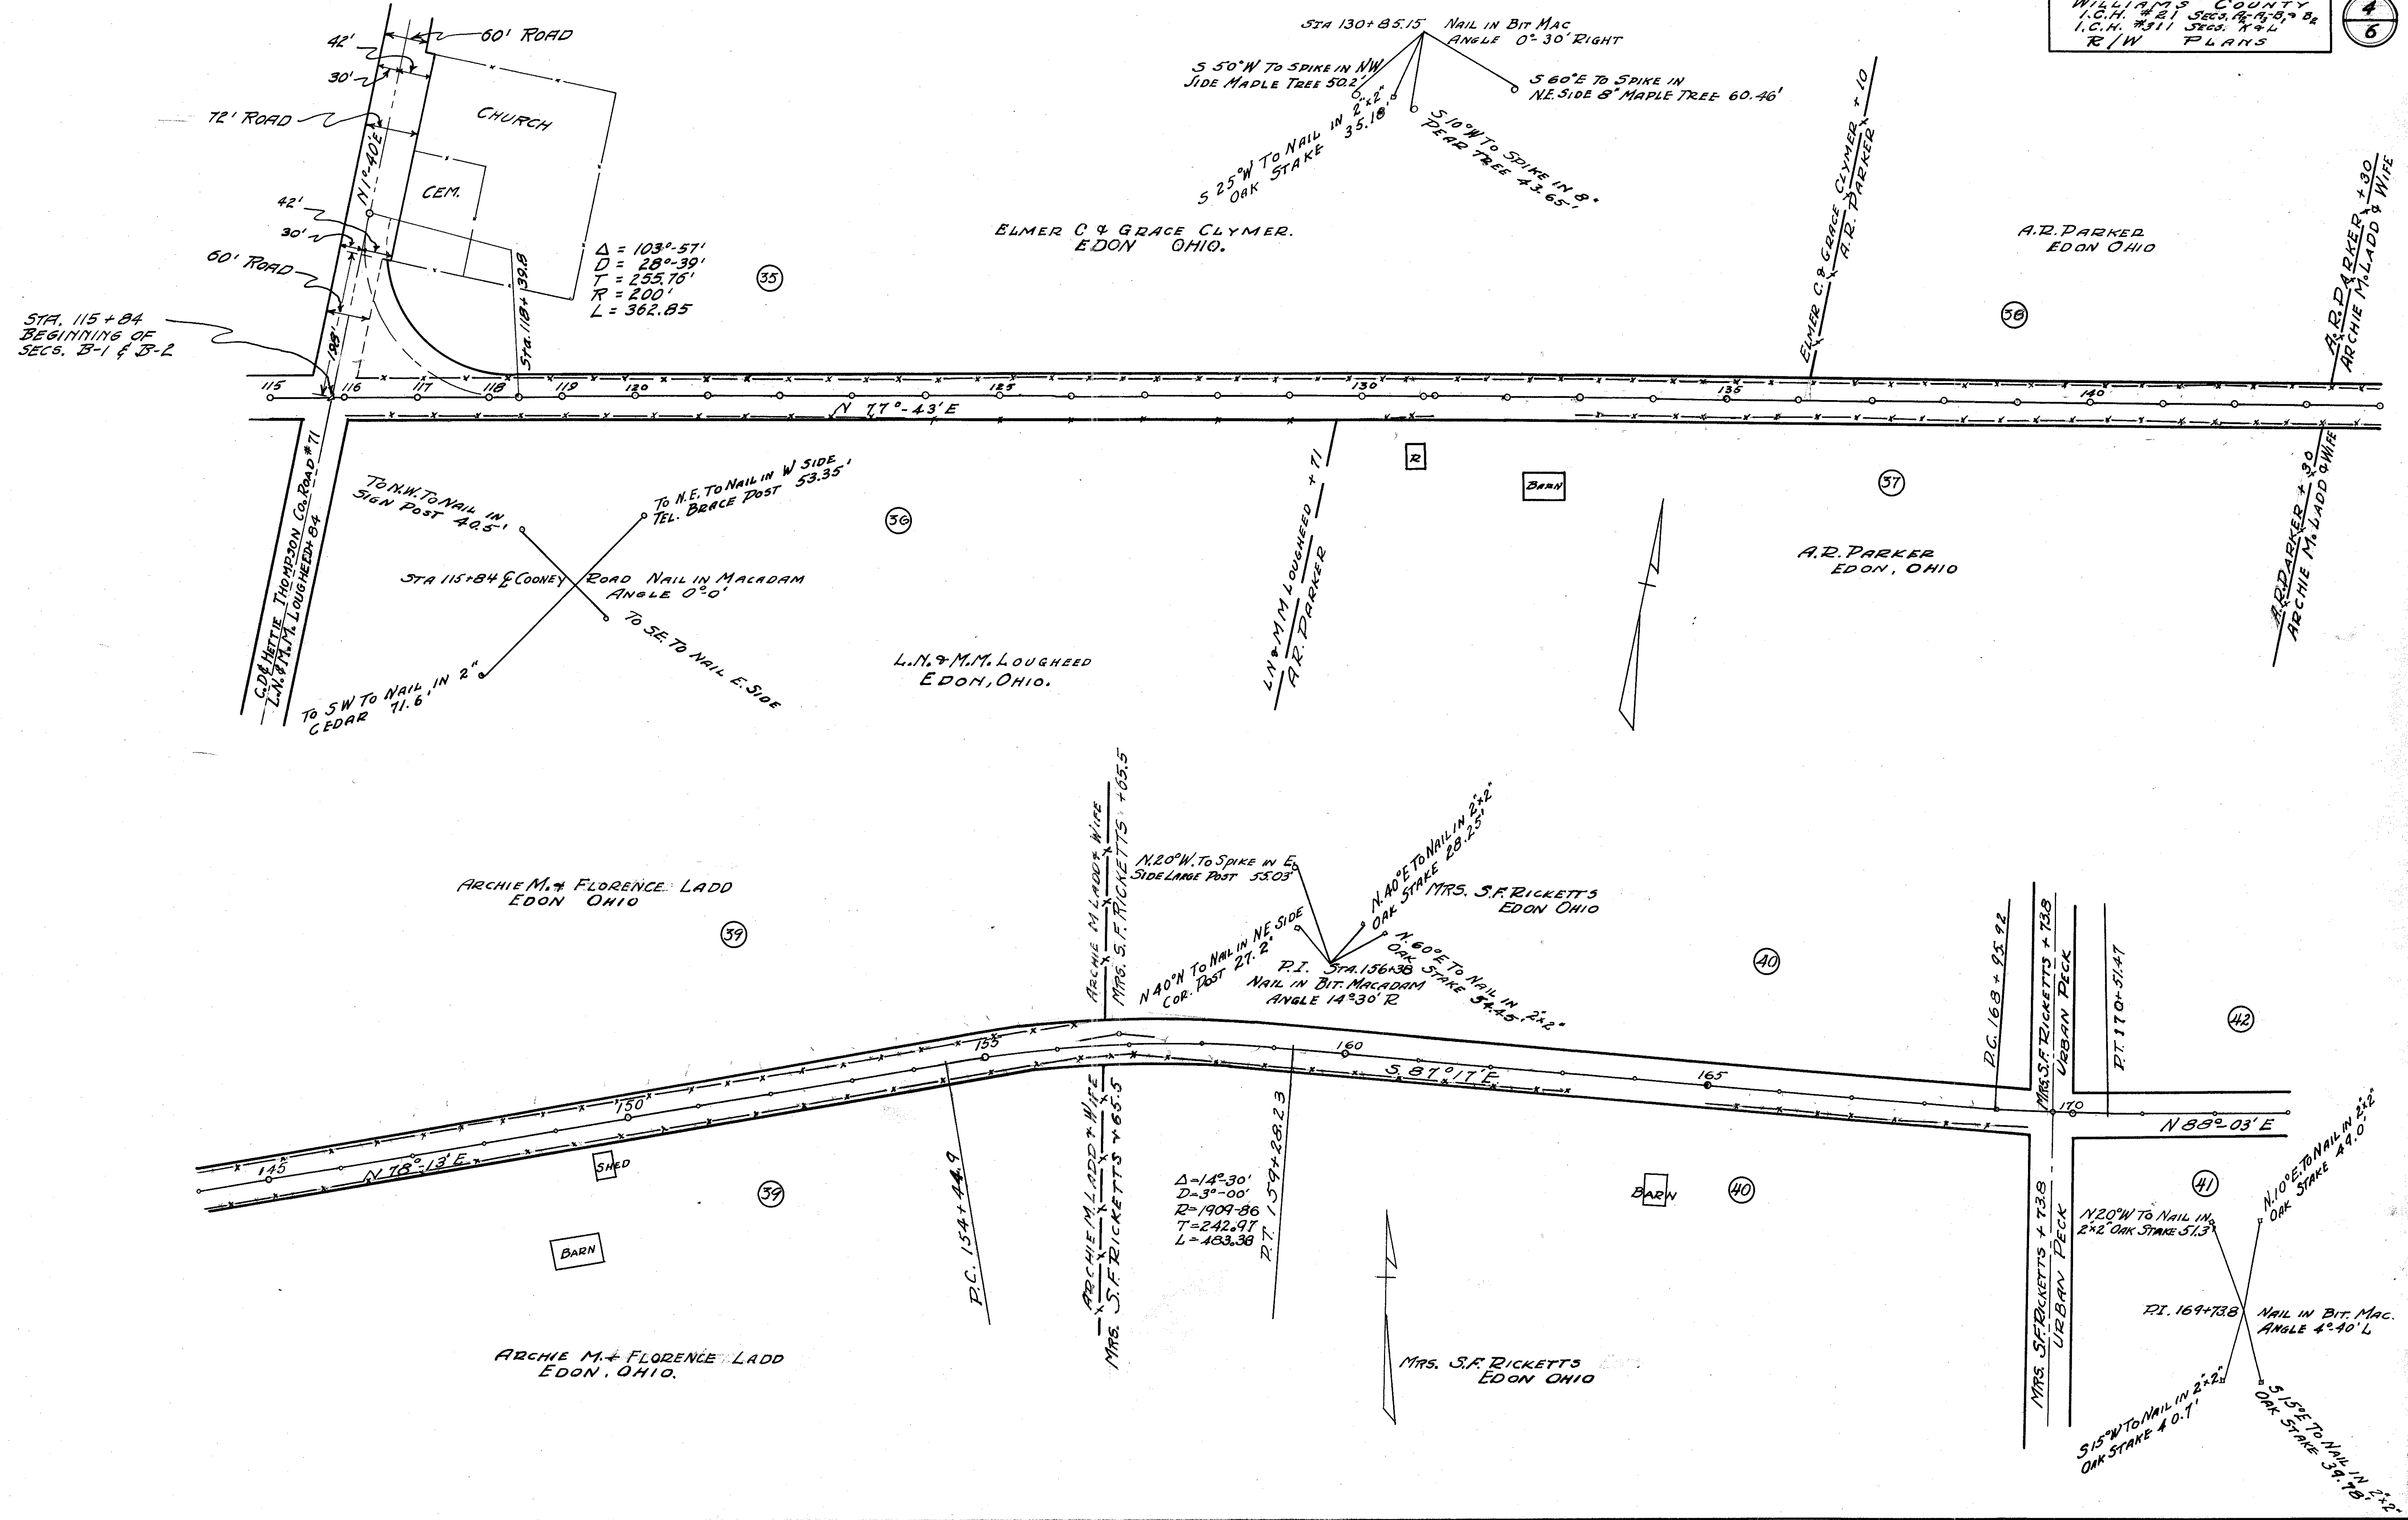 WILLIAMS COUNTY
I.C.H. #21 SECS. A2-A3-B1 & B2
I.C.H. #311 SECS. K & L
R/W PLANS
4
6
42'
60' ROAD
30'
72' ROAD
CHURCH
N 1°-40' E
CEM.
42'
30'
60' ROAD
198'
STA. 115 + 84
BEGINNING OF
SECS. B-1 & B-2
Δ = 103°-57'
D = 28°-39'
T = 255.76'
R = 200'
L = 362.85
Sta. 118 + 39.8
35
STA 130+85.15 NAIL IN BIT MAC
ANGLE 0°-30' RIGHT
S 50°W TO SPIKE IN NW
SIDE MAPLE TREE 50.2'
S 60°E TO SPIKE IN
N.E. SIDE 8" MAPLE TREE 60.46'
S 25°W TO NAIL IN 2"x2"
OAK STAKE 35.18'
S 10°W TO SPIKE IN 8"
PEAR TREE 43.65'
ELMER C & GRACE CLYMER.
EDON OHIO.
ELMER C. & GRACE CLYMER + 10
A.R. PARKER
A.R. PARKER
EDON OHIO
38
A.R. PARKER + 30
ARCHIE M. LADD & WIFE
115 116 117 118 119 120 125 130 135 140
N 77°-43' E
C.D. & HETTIE THOMPSON CO. ROAD #71
L.N. & M.M. LOUGHEED + 84
TO N.W. TO NAIL IN
SIGN POST 40.5'
TO N.E. TO NAIL IN W SIDE
TEL. BRACE POST 53.35'
STA 115+84 ℄ COONEY ROAD NAIL IN MACADAM
ANGLE 0°-0'
TO S.E. TO NAIL E. SIDE
TO SW TO NAIL IN 2"
CEDAR 71.6'
36
L.N. & M.M. LOUGHEED
EDON, OHIO.
L N & M M LOUGHEED + 71
A.R. PARKER
R
BARN
37
A.R. PARKER
EDON, OHIO
A.R. PARKER + 30
ARCHIE M. LADD & WIFE
ARCHIE M. & FLORENCE LADD
EDON OHIO
39
ARCHIE M LADD & WIFE
MRS. S.F. RICKETTS +65.5
N.20°W. TO SPIKE IN E.
SIDE LARGE POST 55.03'
N.40°E TO NAIL IN 2"x2"
OAK STAKE 28.25'
N 40°N TO NAIL IN NE SIDE
COR. POST 27.2'
N.60°E TO NAIL IN 2"x2"
OAK STAKE 54.45'
P.I. STA. 156+38
NAIL IN BIT. MACADAM
ANGLE 14°30' R
MRS. S.F. RICKETTS
EDON OHIO
40
P.C. 168 + 95.92
MRS. S.F. RICKETTS + 73.8
URBAN PECK
P.T. 170+51.47
42
145 150 155 160 165 170
N 78°-13' E
S 87°17' E
N 88°-03' E
SHED
BARN
39
P.C. 154+44.9
ARCHIE M. LADD & WIFE
MRS. S.F RICKETTS +65.5
Δ=14°-30'
D=3°-00'
R=1909-86
T=242.97
L=483.38
P.T. 159+28.23
BARN
40
ARCHIE M. & FLORENCE LADD
EDON, OHIO.
MRS. S.F. RICKETTS
EDON OHIO
MRS. S.F. RICKETTS + 73.8
URBAN PECK
41
N20°W TO NAIL IN
2"x2" OAK STAKE 51.3'
N.10°E. TO NAIL IN 2"x2"
OAK STAKE 49.0'
P.I. 169+73.8 NAIL IN BIT. MAC.
ANGLE 4°-40' L
S15°W TO NAIL IN 2"x2"
OAK STAKE 40.7'
S15°E TO NAIL IN 2"x2"
OAK STAKE 39.78'